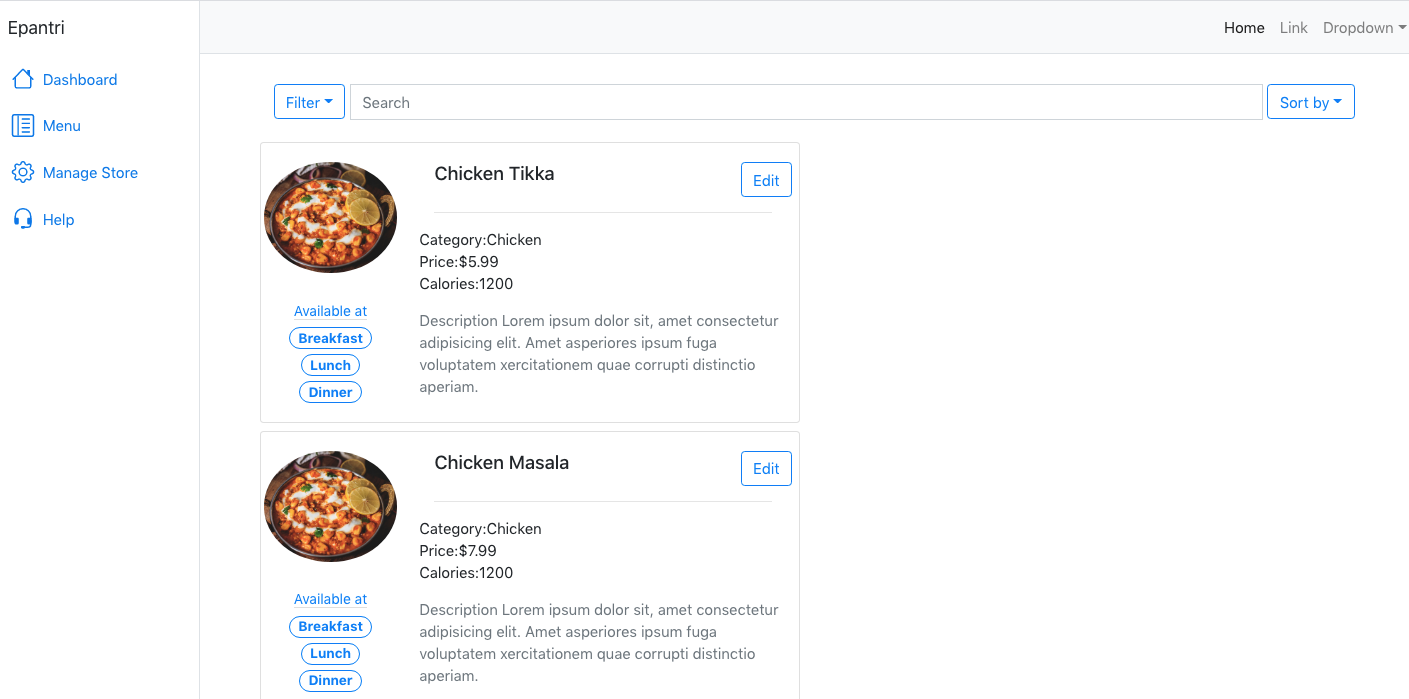 Epantri
Home Link Dropdown
Dashboard
Menu
Manage Store
Help
Filter Search Sort by
Chicken Tikka
Edit
Category:Chicken
Price:$5.99
Calories:1200
Available at
Breakfast
Lunch
Dinner
Description Lorem ipsum dolor sit, amet consectetur
adipisicing elit. Amet asperiores ipsum fuga
voluptatem xercitationem quae corrupti distinctio
aperiam.
Chicken Masala
Edit
Category:Chicken
Price:$7.99
Calories:1200
Available at
Breakfast
Lunch
Dinner
Description Lorem ipsum dolor sit, amet consectetur
adipisicing elit. Amet asperiores ipsum fuga
voluptatem xercitationem quae corrupti distinctio
aperiam.